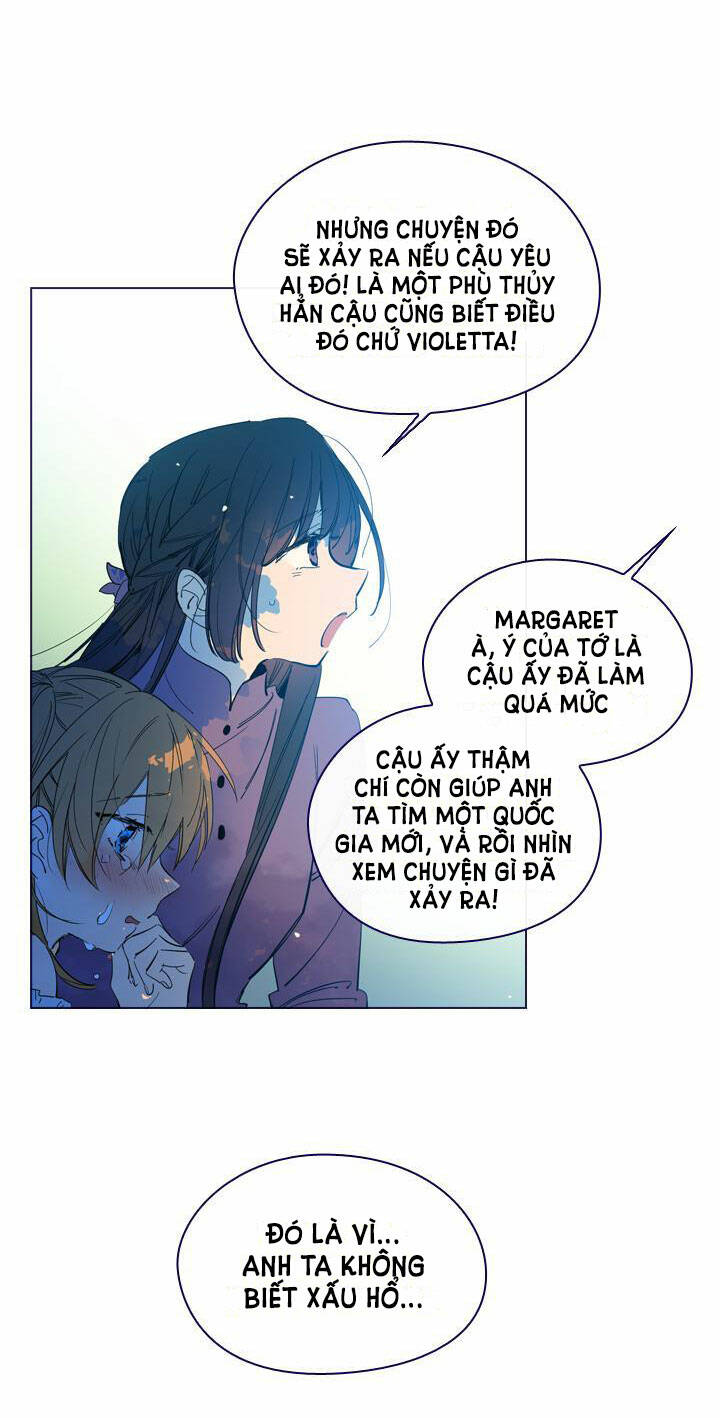 NHƯNG CHUYỆN ĐÓ
SẼ XẢY RA NẾU CẬU YÊU
AI ĐÓ! LÀ MỘT PHÙ THỦY
HẲN CẬU CŨNG BIẾT ĐIỀU
ĐÓ CHỨ VIOLETTA!
MARGARET
À, Ý CỦA TỚ LÀ
CẬU ẤY ĐÃ LÀM
QUÁ MỨC
CẬU ẤY THẬM
CHÍ CÒN GIÚP ANH
TA TÌM MỘT QUỐC
GIA MỚI, VÀ RỒI NHÌN
XEM CHUYỆN GÌ ĐÃ
XẢY RA!
ĐÓ LÀ VÌ...
ANH TA KHÔNG
BIẾT XẤU HỔ...